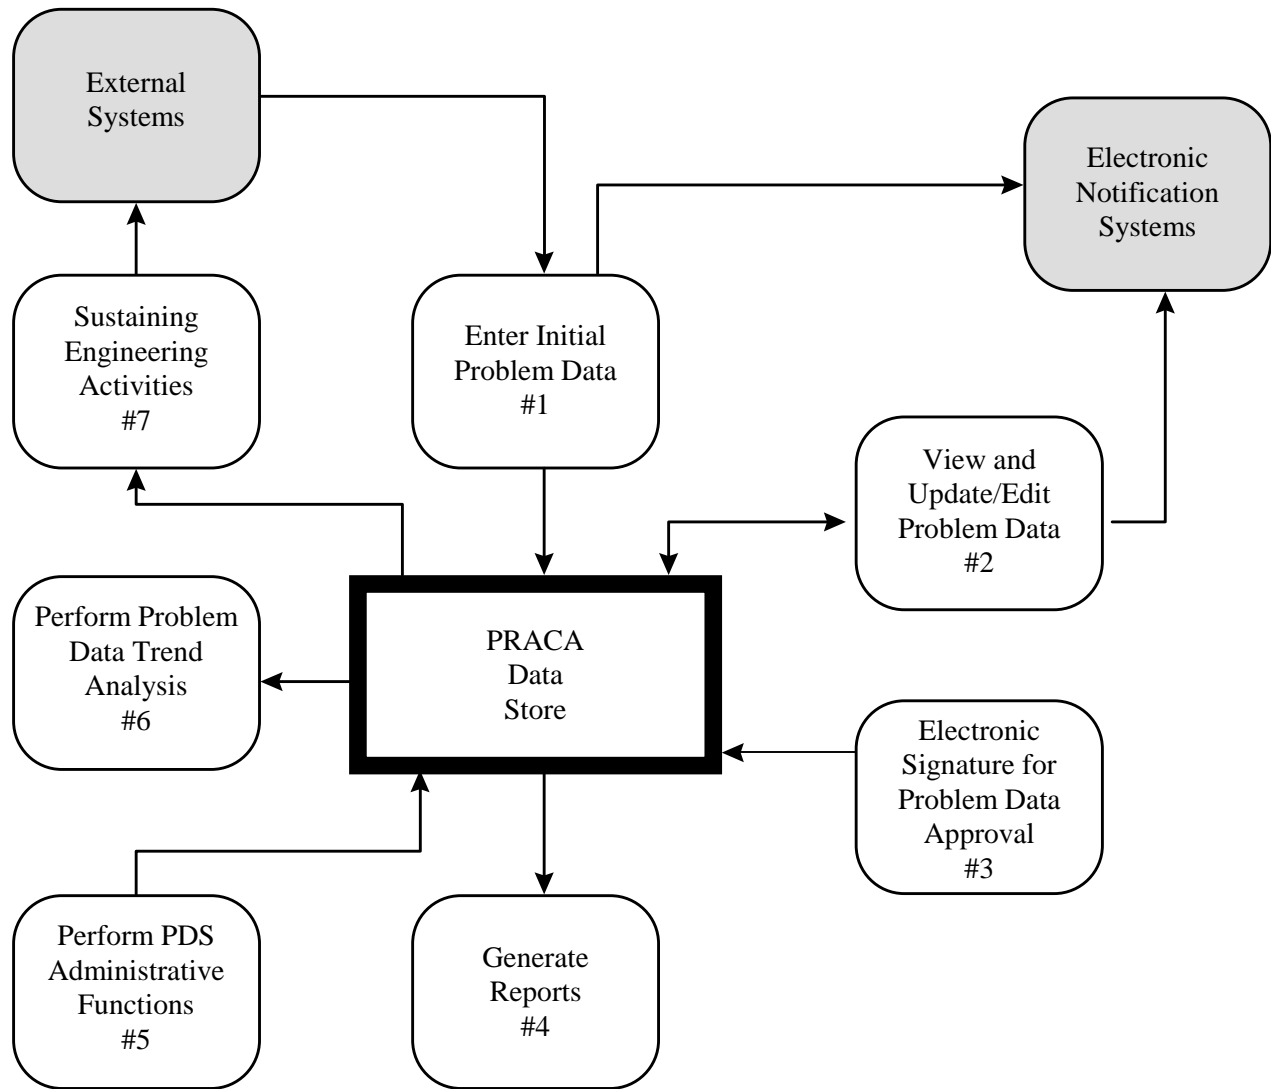 External
Systems
Electronic
Notification
Systems
Sustaining
Engineering
Activities
#7
Enter Initial
Problem Data
#1
View and
Update/Edit
Problem Data
#2
Perform Problem
Data Trend
Analysis
#6
PRACA
Data
Store
Electronic
Signature for
Problem Data
Approval
#3
Perform PDS
Administrative
Functions
#5
Generate
Reports
#4